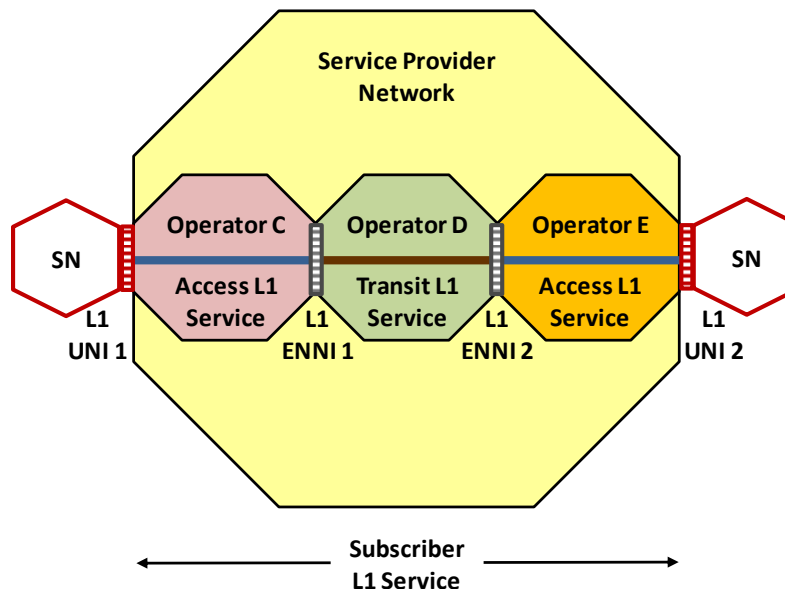 Service Provider
Network
Operator C
Operator D
Operator E
SN
SN
Access L1
Service
Transit L1
Service
Access L1
Service
L1
UNI 1
L1
ENNI 1
L1
ENNI 2
L1
UNI 2
Subscriber
L1 Service